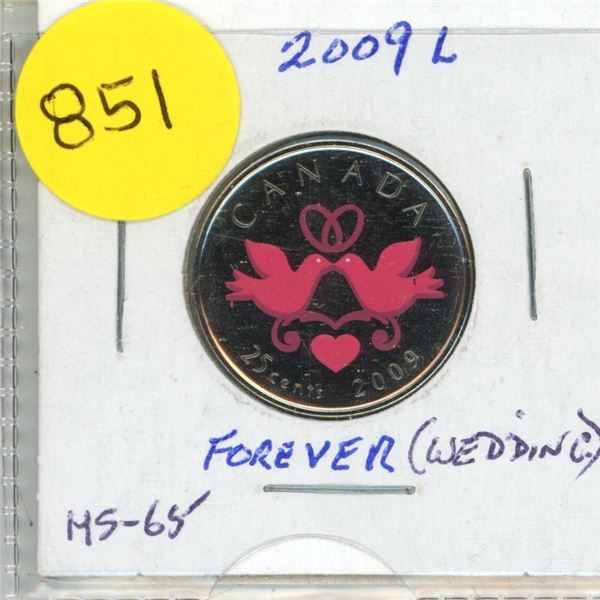 2009 L
851
CANADA
25 cents 2009
FOREVER (WEDDING)
MS-65